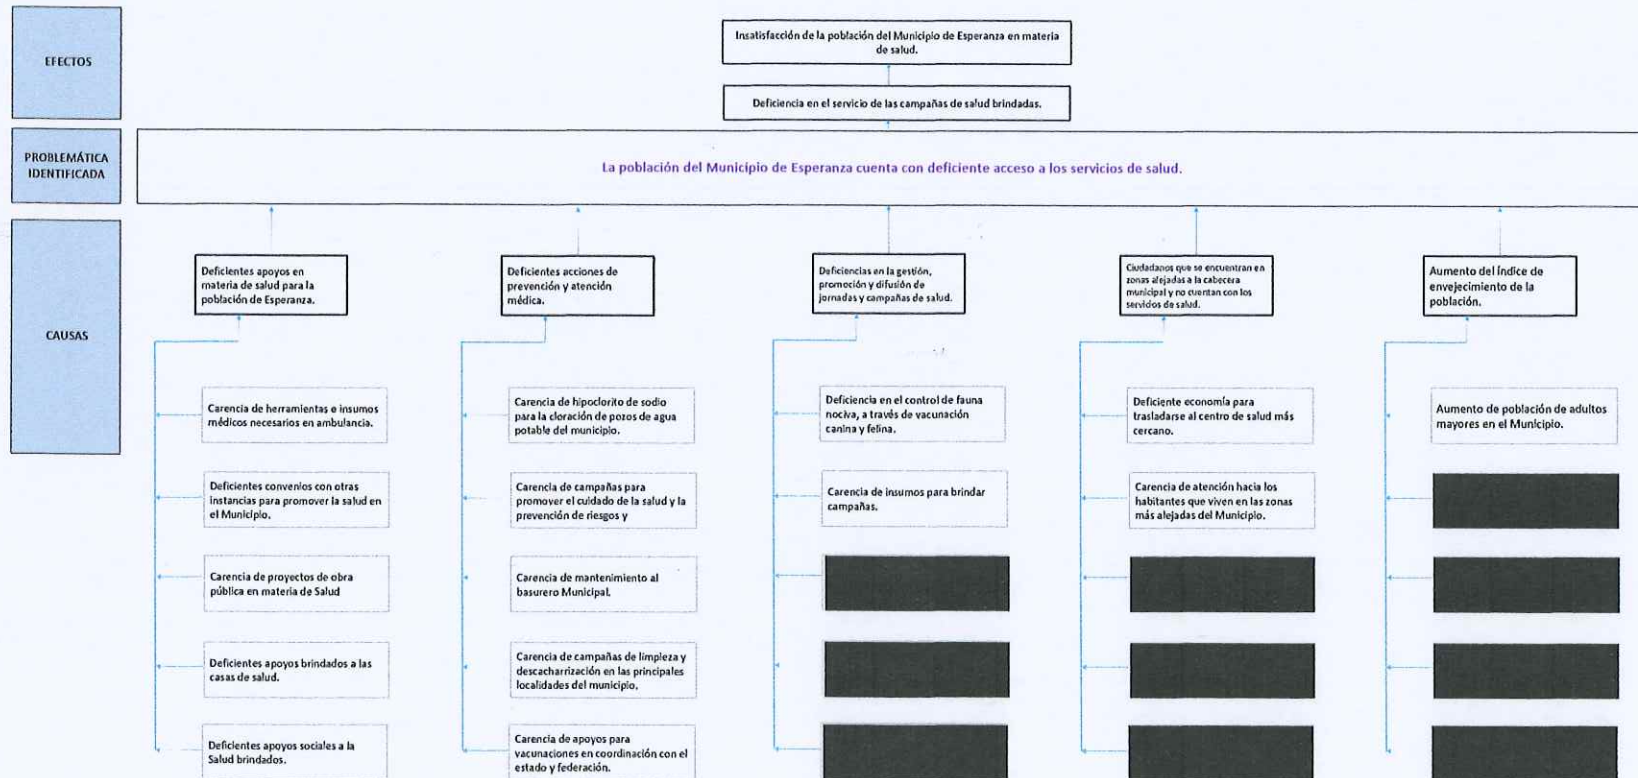 EFECTOS
Insatisfacción de la población del Municipio de Esperanza en materia
de salud.
Deficiencia en el servicio de las campañas de salud brindadas.
PROBLEMÁTICA
IDENTIFICADA
La población del Municipio de Esperanza cuenta con deficiente acceso a los servicios de salud.
CAUSAS
Deficientes apoyos en
materia de salud para la
población de Esperanza.
Carencia de herramientas e insumos
médicos necesarios en ambulancia.
Deficientes convenios con otras
instancias para promover la salud en
el Municipio.
Carencia de proyectos de obra
pública en materia de Salud
Deficientes apoyos brindados a las
casas de salud.
Deficientes apoyos sociales a la
Salud brindados.
Deficientes acciones de
prevención y atención
médica.
Carencia de hipoclorito de sodio
para la cloración de pozos de agua
potable del municipio.
Carencia de campañas para
promover el cuidado de la salud y la
prevención de riesgos y
Carencia de mantenimiento al
basurero Municipal.
Carencia de campañas de limpieza y
descacharrización en las principales
localidades del municipio.
Carencia de apoyos para
vacunaciones en coordinación con el
estado y federación.
Deficiencias en la gestión,
promoción y difusión de
jornadas y campañas de salud.
Deficiencia en el control de fauna
nociva, a través de vacunación
canina y felina.
Carencia de insumos para brindar
campañas.
Ciudadanos que se encuentran en
zonas alejadas a la cabecera
municipal y no cuentan con los
servicios de salud.
Deficiente economía para
trasladarse al centro de salud más
cercano.
Carencia de atención hacia los
habitantes que viven en las zonas
más alejadas del Municipio.
Aumento del índice de
envejecimiento de la
población.
Aumento de población de adultos
mayores en el Municipio.